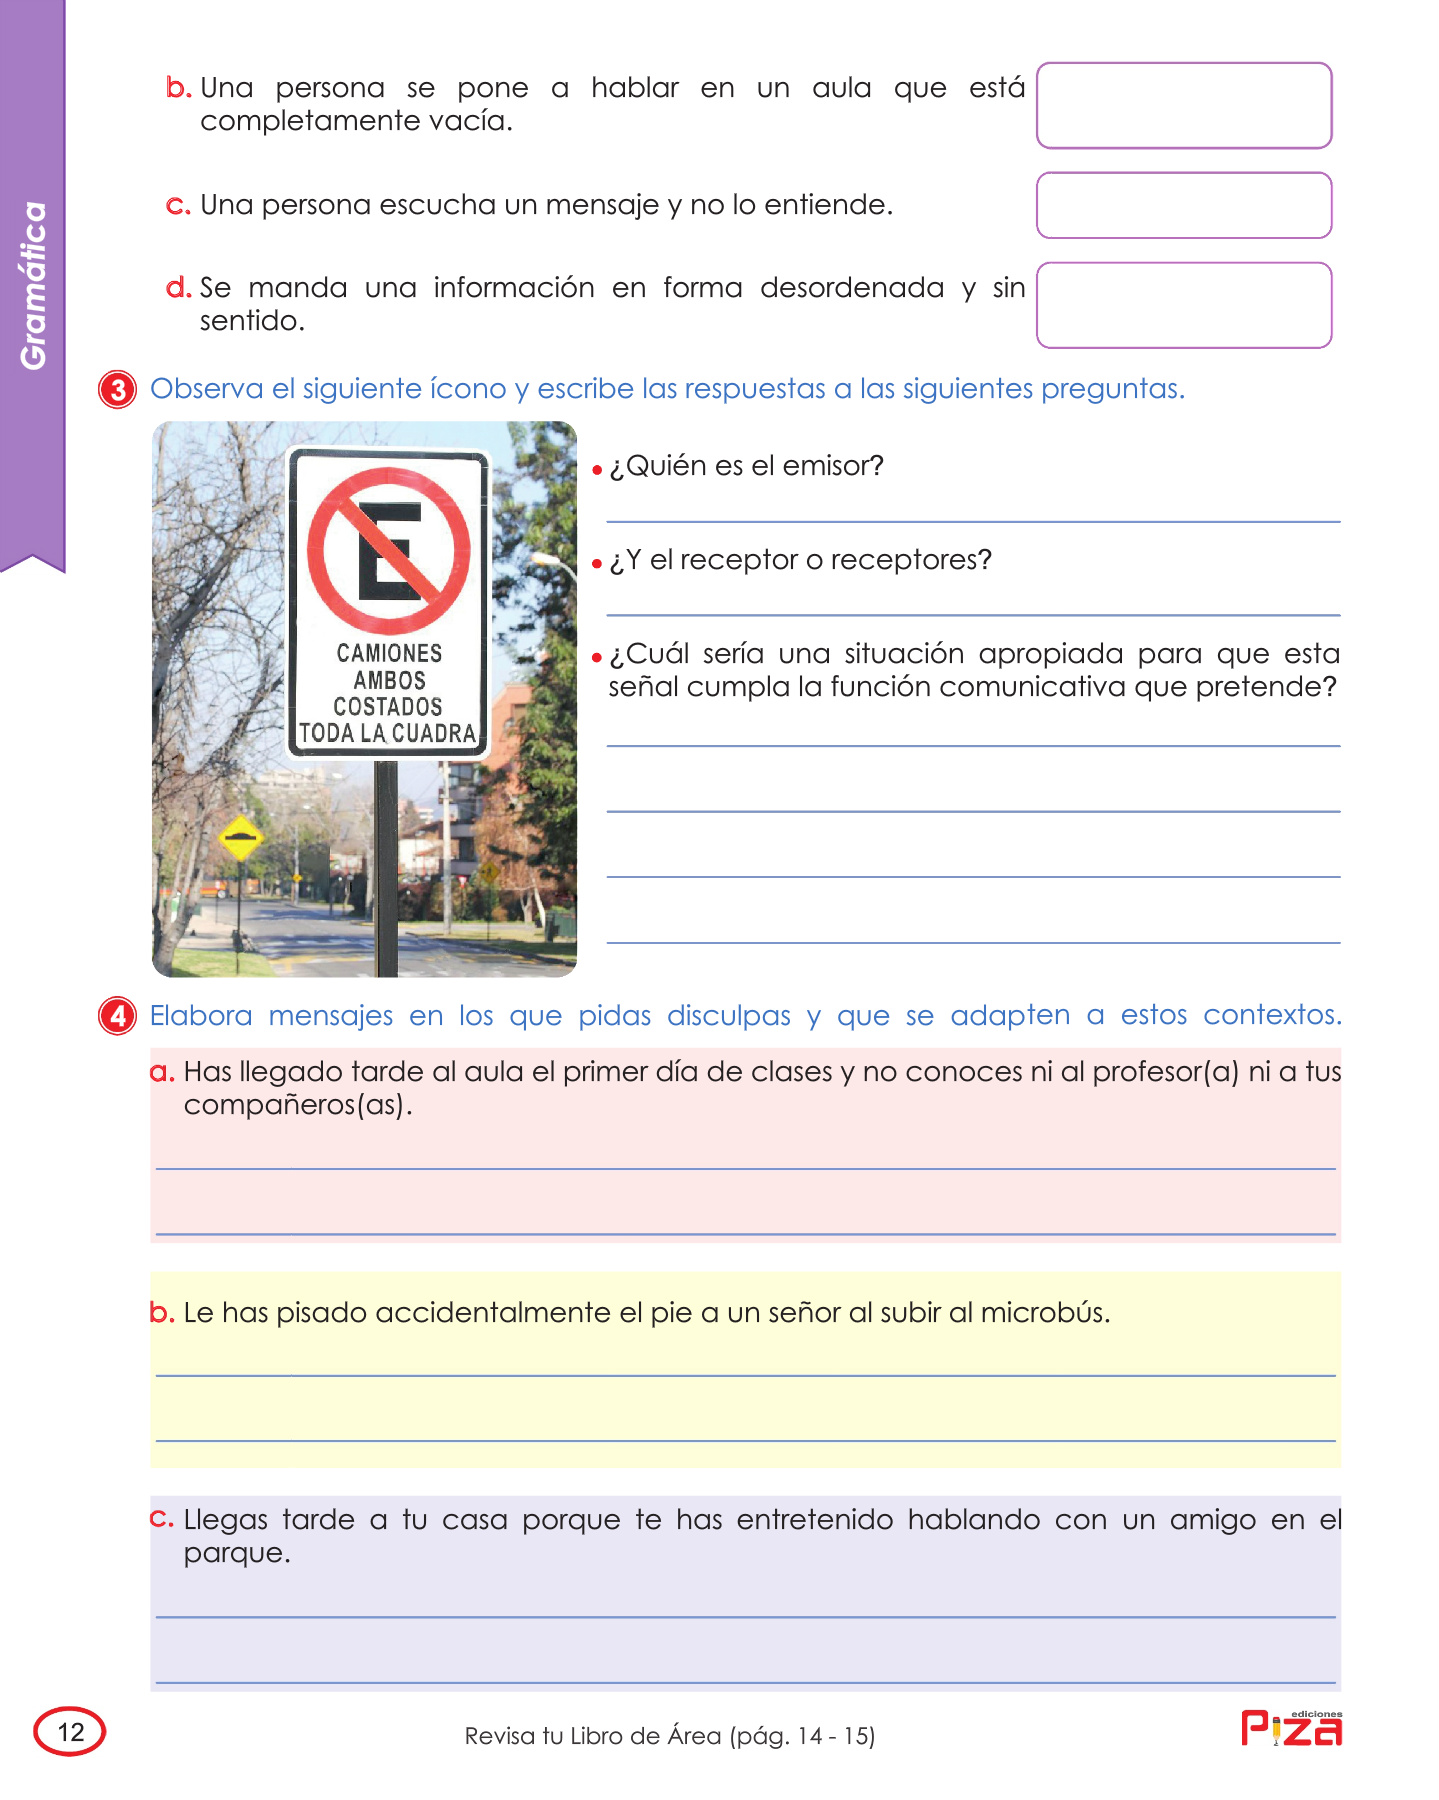 Gramática
b. Una persona se pone a hablar en un aula que está
completamente vacía.
c. Una persona escucha un mensaje y no lo entiende.
d. Se manda una información en forma desordenada y sin
sentido.
3 Observa el siguiente ícono y escribe las respuestas a las siguientes preguntas.
E
CAMIONES
AMBOS
COSTADOS
TODA LA CUADRA
• ¿Quién es el emisor?
• ¿Y el receptor o receptores?
• ¿Cuál sería una situación apropiada para que esta
señal cumpla la función comunicativa que pretende?
4 Elabora mensajes en los que pidas disculpas y que se adapten a estos contextos.
a. Has llegado tarde al aula el primer día de clases y no conoces ni al profesor(a) ni a tus
compañeros(as).
b. Le has pisado accidentalmente el pie a un señor al subir al microbús.
c. Llegas tarde a tu casa porque te has entretenido hablando con un amigo en el
parque.
12
Revisa tu Libro de Área (pág. 14 - 15)
ediciones
Piza